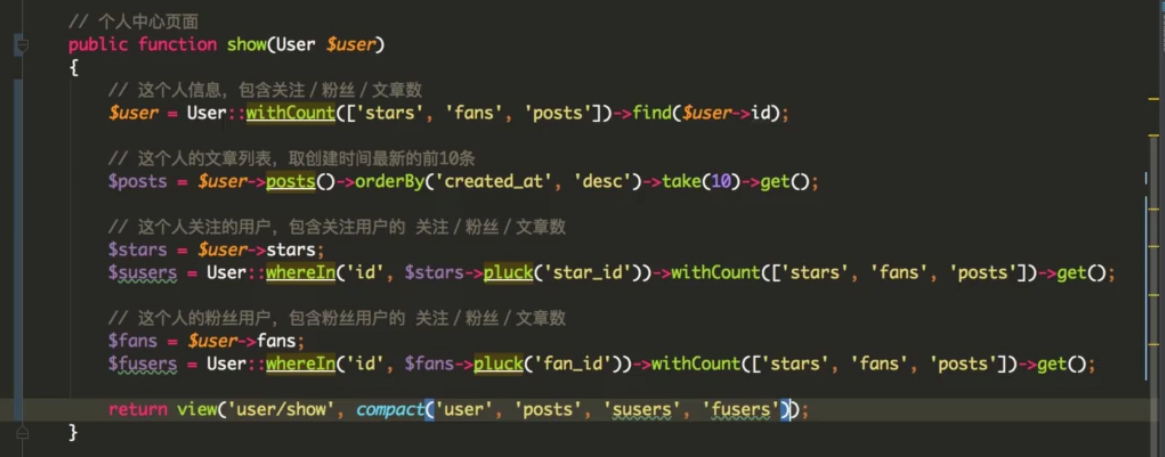 // 个人中心页面
public function show(User $user)
{
// 这个人信息，包含关注／粉丝／文章数
$user = User::withCount(['stars', 'fans', 'posts'])->find($user->id);
// 这个人的文章列表，取创建时间最新的前10条
$posts = $user->posts()->orderBy('created_at', 'desc')->take(10)->get();
// 这个人关注的用户，包含关注用户的 关注／粉丝／文章数
$stars = $user->stars;
$susers = User::whereIn('id', $stars->pluck('star_id'))->withCount(['stars', 'fans', 'posts'])->get();
// 这个人的粉丝用户，包含粉丝用户的 关注／粉丝／文章数
$fans = $user->fans;
$fusers = User::whereIn('id', $fans->pluck('fan_id'))->withCount(['stars', 'fans', 'posts'])->get();
return view('user/show', compact('user', 'posts', 'susers', 'fusers'));
}